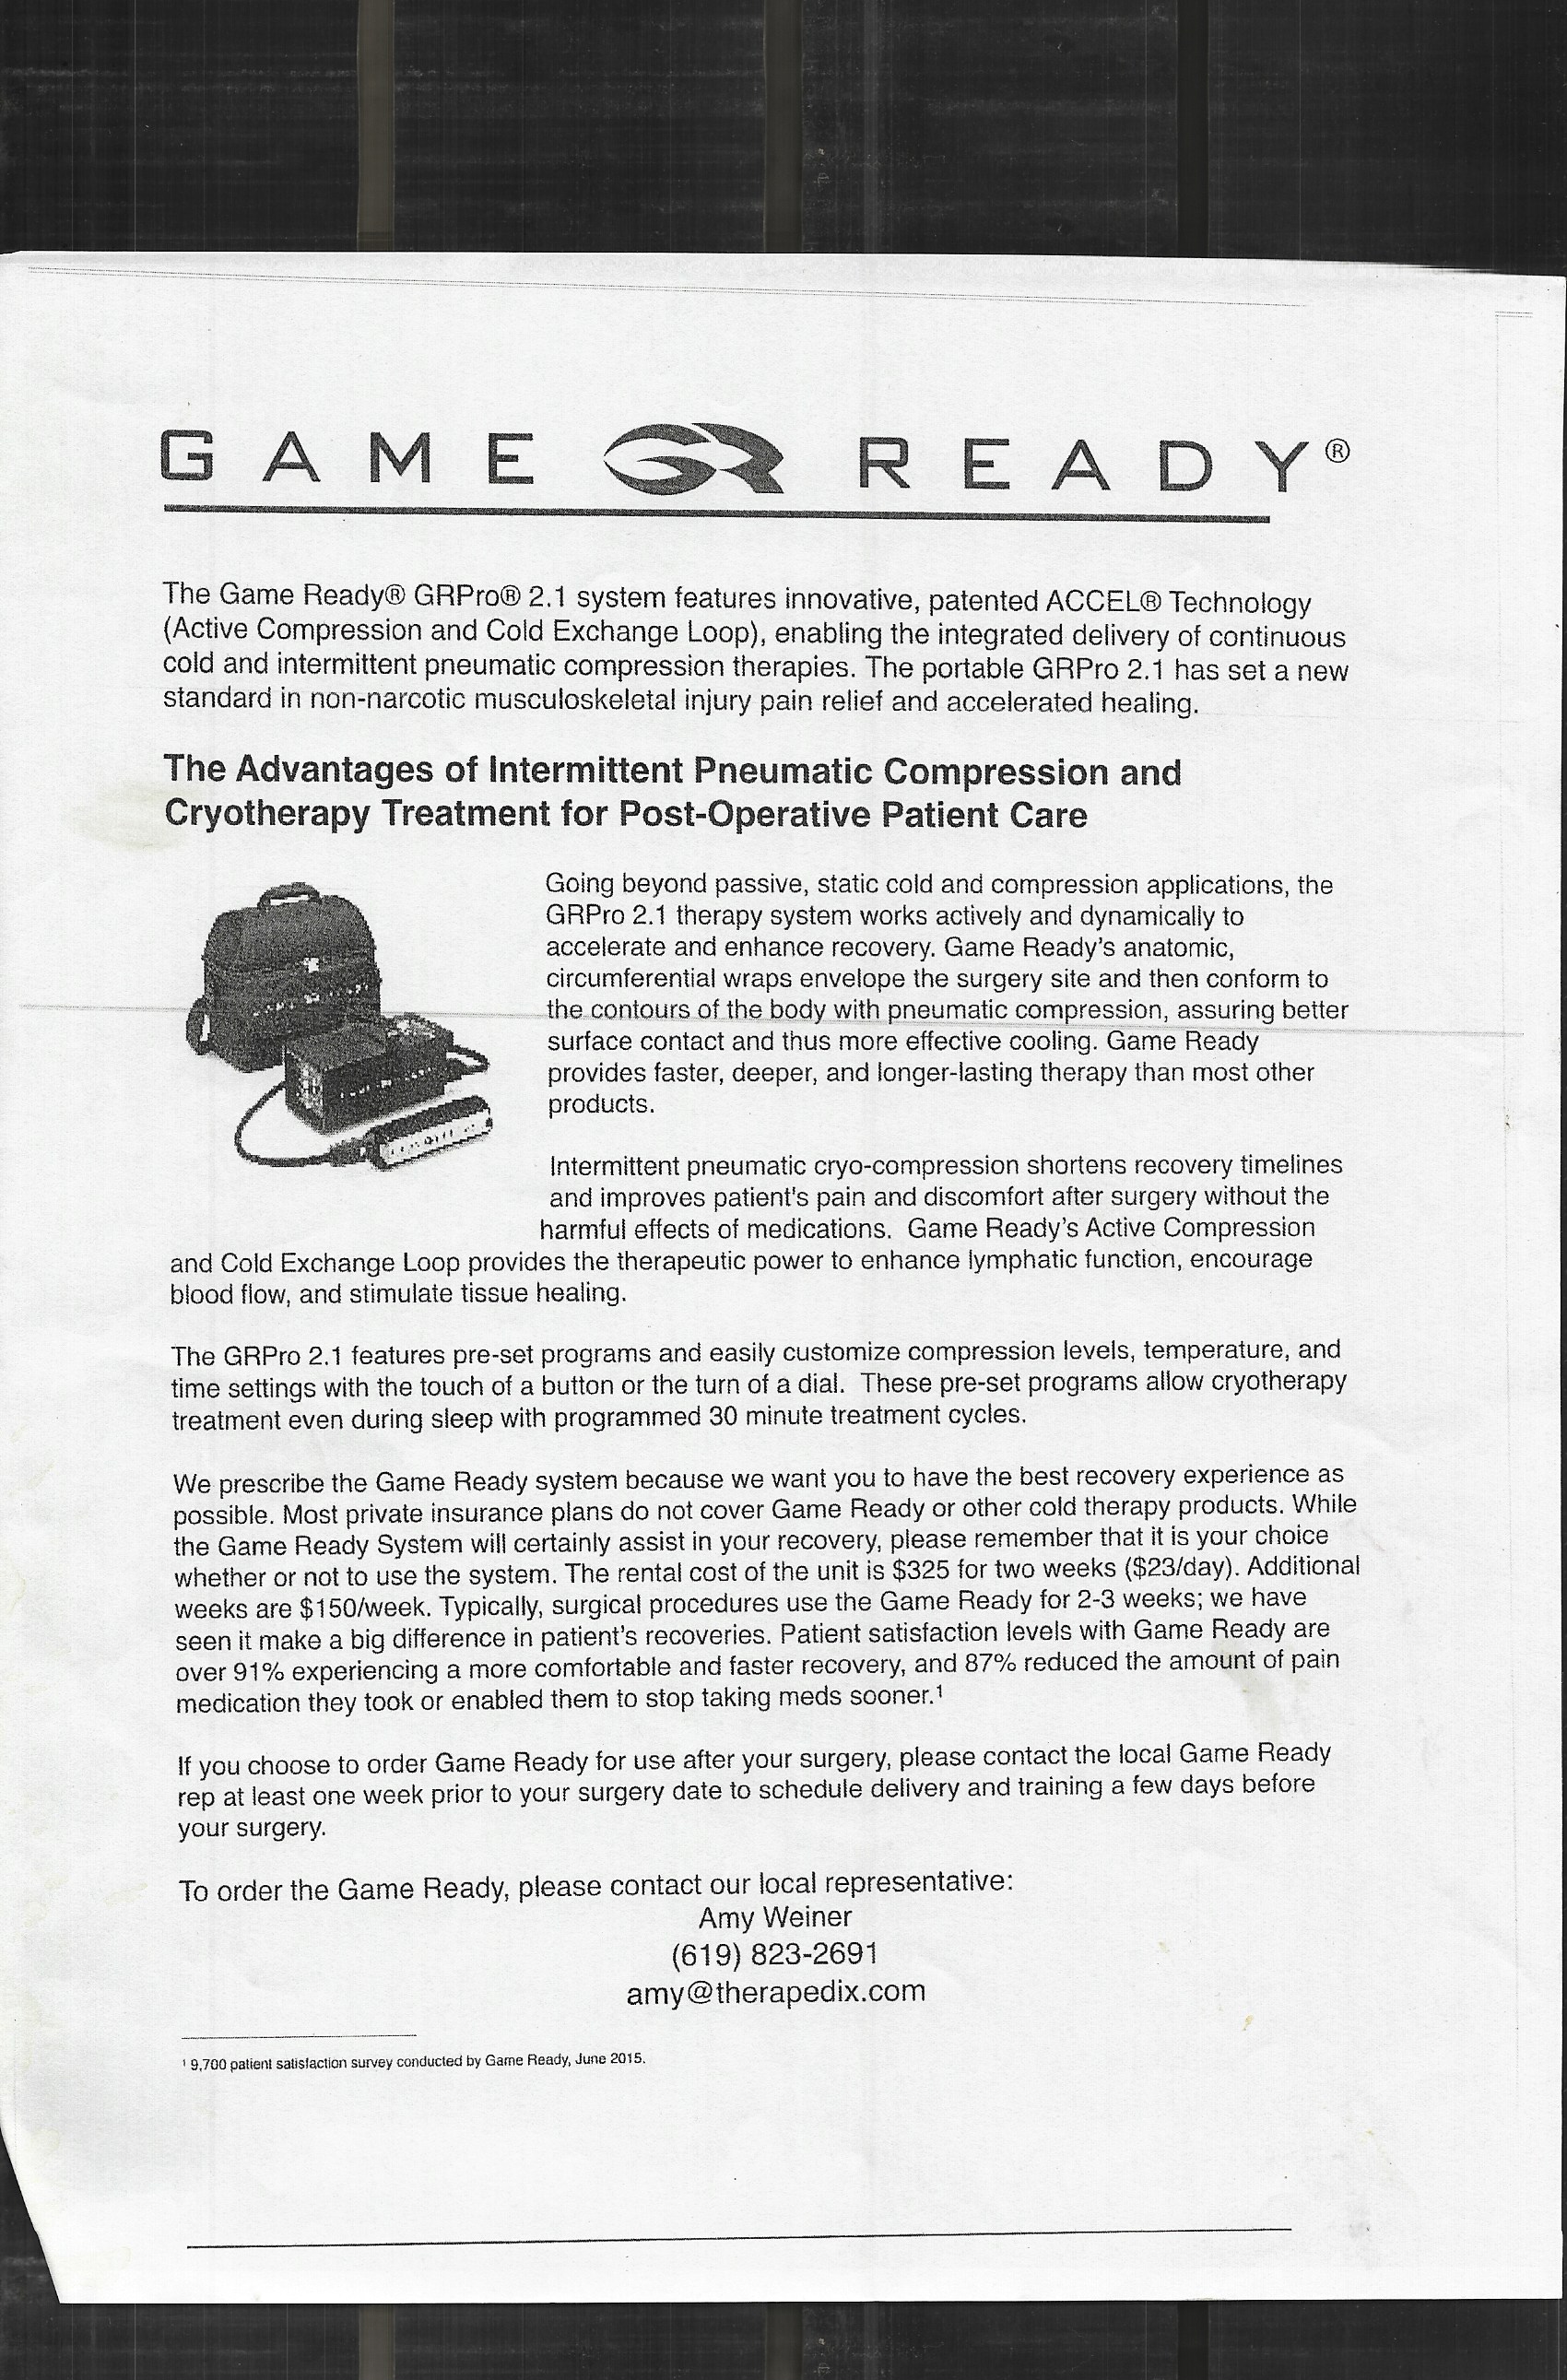 GAME READY®
The Game Ready® GRPro® 2.1 system features innovative, patented ACCEL® Technology
(Active Compression and Cold Exchange Loop), enabling the integrated delivery of continuous
cold and intermittent pneumatic compression therapies. The portable GRPro 2.1 has set a new
standard in non-narcotic musculoskeletal injury pain relief and accelerated healing.
The Advantages of Intermittent Pneumatic Compression and
Cryotherapy Treatment for Post-Operative Patient Care
Going beyond passive, static cold and compression applications, the
GRPro 2.1 therapy system works actively and dynamically to
accelerate and enhance recovery. Game Ready's anatomic,
circumferential wraps envelope the surgery site and then conform to
the contours of the body with pneumatic compression, assuring better
surface contact and thus more effective cooling. Game Ready
provides faster, deeper, and longer-lasting therapy than most other
products.
Intermittent pneumatic cryo-compression shortens recovery timelines
and improves patient's pain and discomfort after surgery without the
harmful effects of medications. Game Ready's Active Compression
and Cold Exchange Loop provides the therapeutic power to enhance lymphatic function, encourage
blood flow, and stimulate tissue healing.
The GRPro 2.1 features pre-set programs and easily customize compression levels, temperature, and
time settings with the touch of a button or the turn of a dial. These pre-set programs allow cryotherapy
treatment even during sleep with programmed 30 minute treatment cycles.
We prescribe the Game Ready system because we want you to have the best recovery experience as
possible. Most private insurance plans do not cover Game Ready or other cold therapy products. While
the Game Ready System will certainly assist in your recovery, please remember that it is your choice
whether or not to use the system. The rental cost of the unit is $325 for two weeks ($23/day). Additional
weeks are $150/week. Typically, surgical procedures use the Game Ready for 2-3 weeks; we have
seen it make a big difference in patient's recoveries. Patient satisfaction levels with Game Ready are
over 91% experiencing a more comfortable and faster recovery, and 87% reduced the amount of pain
medication they took or enabled them to stop taking meds sooner.¹
If you choose to order Game Ready for use after your surgery, please contact the local Game Ready
rep at least one week prior to your surgery date to schedule delivery and training a few days before
your surgery.
To order the Game Ready, please contact our local representative:
Amy Weiner
(619) 823-2691
amy@therapedix.com
¹ 9,700 patient satisfaction survey conducted by Game Ready, June 2015.